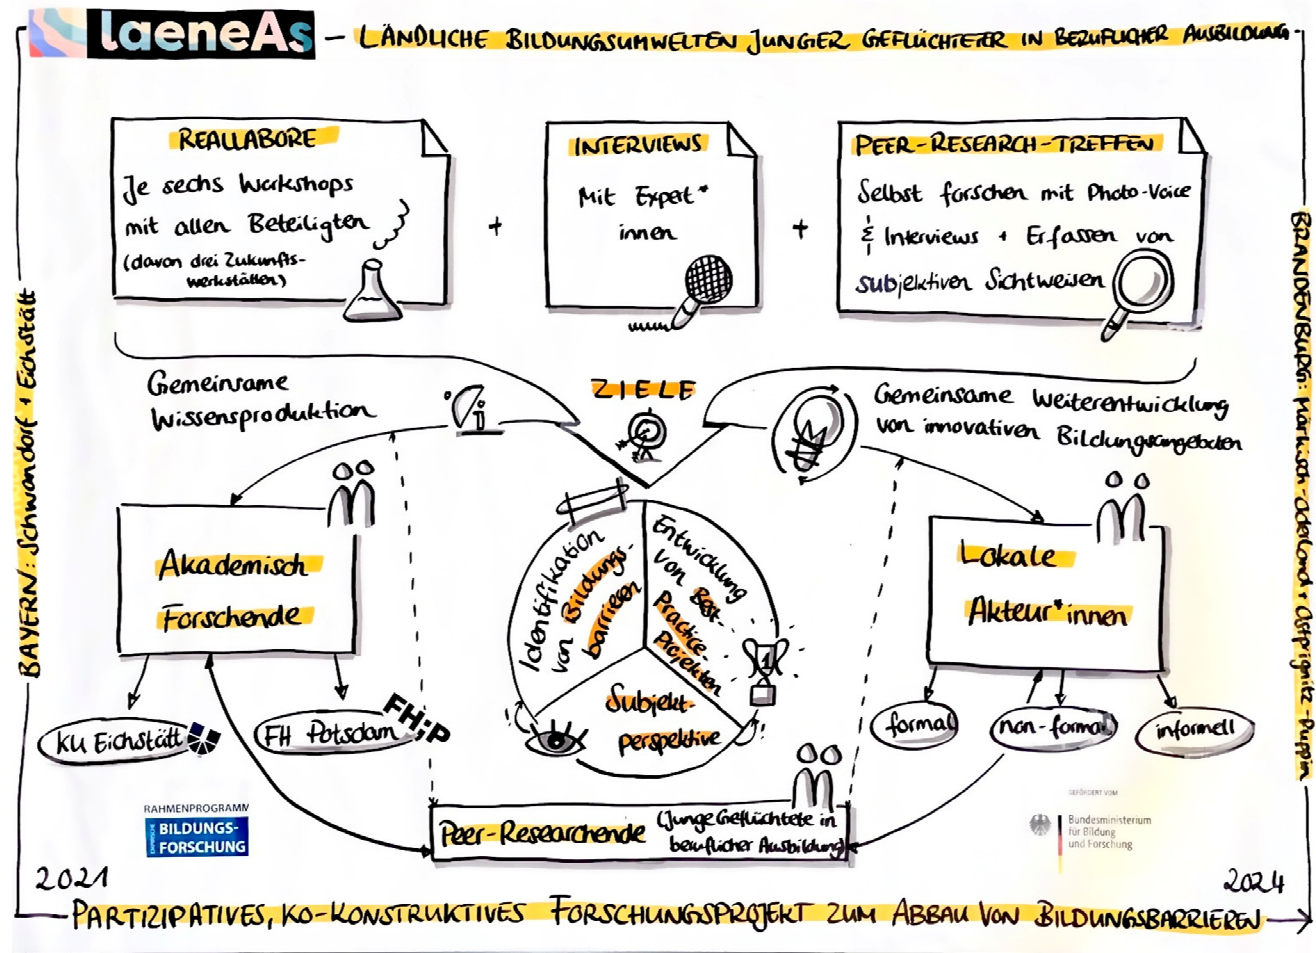 laeneAs – LÄNDLICHE BILDUNGSUMWELTEN JUNGER GEFLÜCHTETER IN BERUFLICHER AUSBILDUNG
REALLABORE
Je sechs Workshops
mit allen Beteiligten
(davon drei Zukunfts-
werkstätten)
+
INTERVIEWS
Mit Expert*
innen
+
PEER-RESEARCH-TREFFEN
Selbst forschen mit Photo-Voice
& Interviews + Erfassen von
subjektiven Sichtweisen
BAYERN: Schwandorf + Eichstätt
BRANDENBURG: Märkisch-Oderland + Ostprignitz-Ruppin
Gemeinsame
Wissensproduktion
ZIELE
Gemeinsame Weiterentwicklung
von innovativen Bildungsangeboten
Akademisch
Forschende
KU Eichstätt
FH Potsdam
FH;P
Identifikation
von Bildungs-
barrieren
Entwicklung
von Best-
Practice-
Projekten
1
Subjekt-
perspektive
Lokale
Akteur*innen
formal
non-formal
informell
Peer-Researchende (Junge Geflüchtete in
beruflicher Ausbildung)
RAHMENPROGRAMM
EMPIRISCHE
BILDUNGS-
FORSCHUNG
GEFÖRDERT VOM
Bundesministerium
für Bildung
und Forschung
2021
2024
PARTIZIPATIVES, KO-KONSTRUKTIVES FORSCHUNGSPROJEKT ZUM ABBAU VON BILDUNGSBARRIEREN